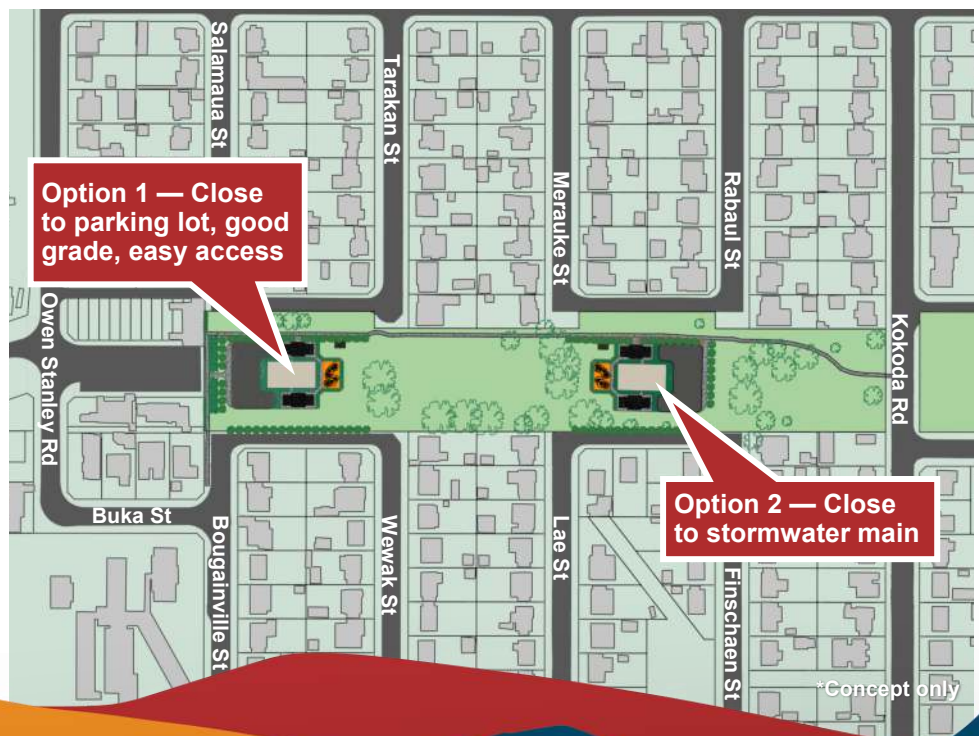 Salamaua St
Tarakan St
Merauke St
Rabaul St
Option 1 — Close
to parking lot, good
grade, easy access
Owen Stanley Rd
Kokoda Rd
Option 2 — Close
to stormwater main
Buka St
Bougainville St
Wewak St
Lae St
Finschaen St
*Concept only